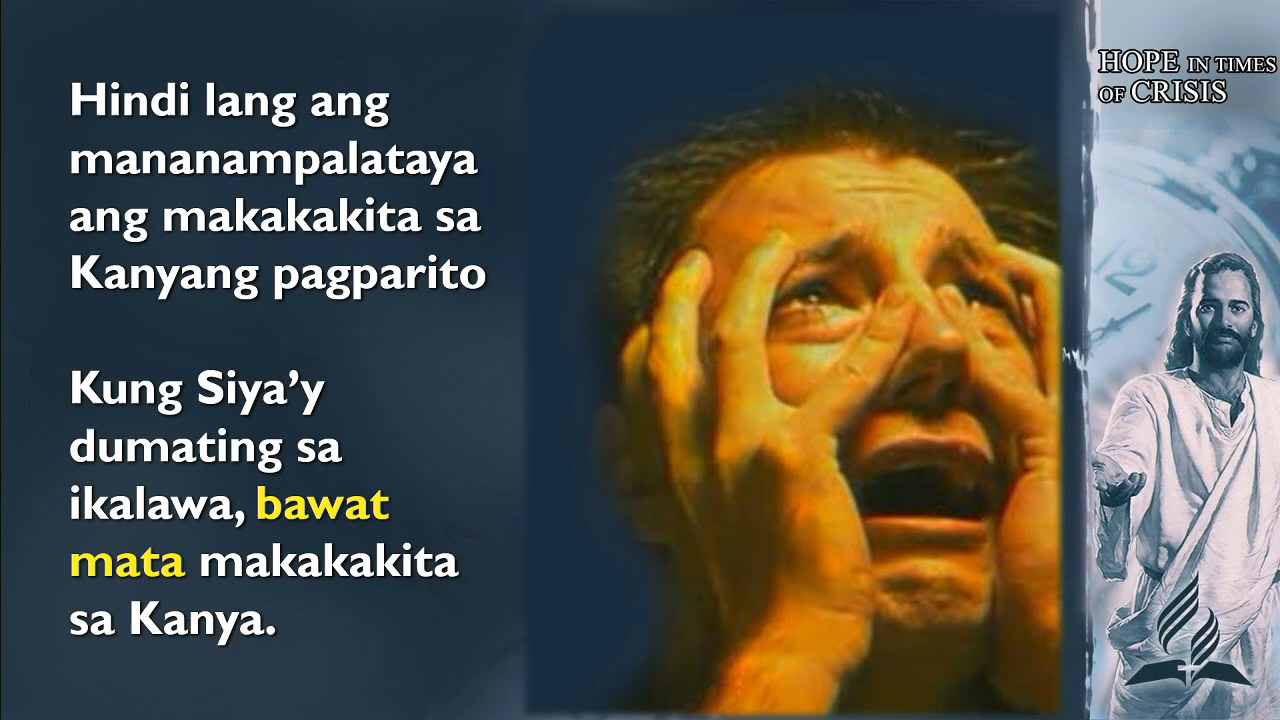 Hindi lang ang
mananampalataya
ang makakakita sa
Kanyang pagparito
Kung Siya’y
dumating sa
ikalawa, bawat
mata makakakita
sa Kanya.
HOPE IN TIMES
OF CRISIS
12